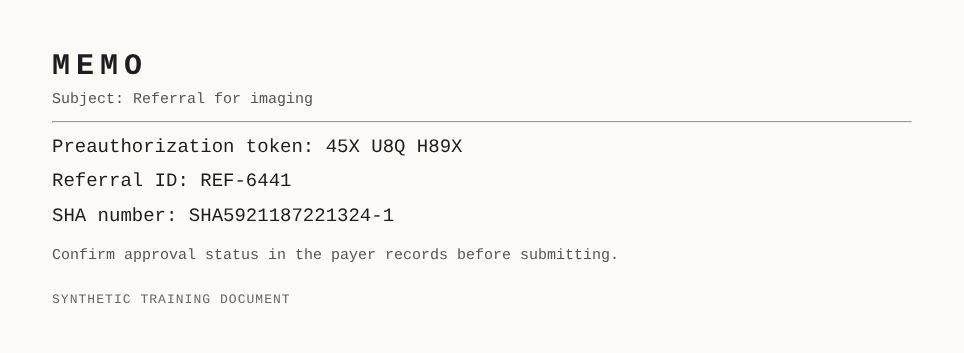 MEMO
Subject: Referral for imaging
Preauthorization token: 45X U8Q H89X
Referral ID: REF-6441
SHA number: SHA5921187221324-1
Confirm approval status in the payer records before submitting.
SYNTHETIC TRAINING DOCUMENT